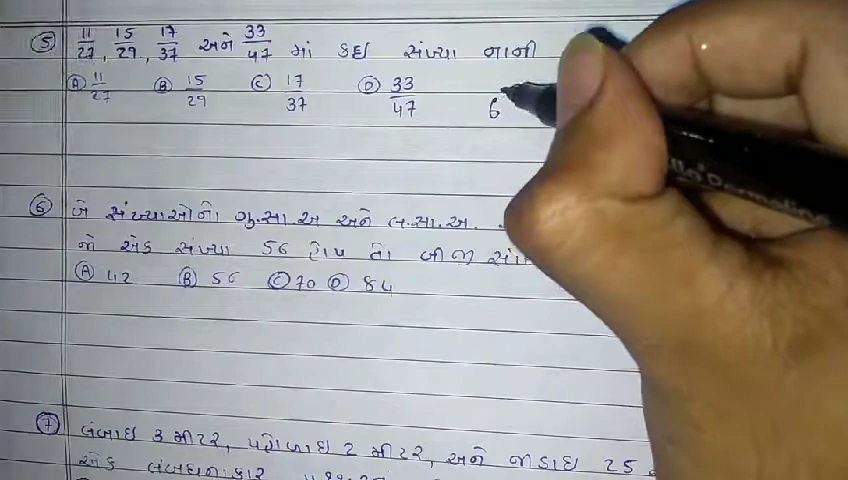 ⑤ 11/27, 15/29, 17/37 અને 33/47 માં કઇ સંખ્યા નાની
Ⓐ 11/27 Ⓑ 15/29 Ⓒ 17/37 Ⓓ 33/47
⑥ બે સંખ્યાઓનો ગુ.સા.અ અને લ.સા.અ.
જો એક સંખ્યા 56 હોય તો બીજી
Ⓐ 42 Ⓑ 56 Ⓒ 70 Ⓓ 84
⑦ લંબાઇ 3 મીટર, પહોળાઇ 2 મીટર, અને જાડાઇ 25
એક લંબઘનાકાર